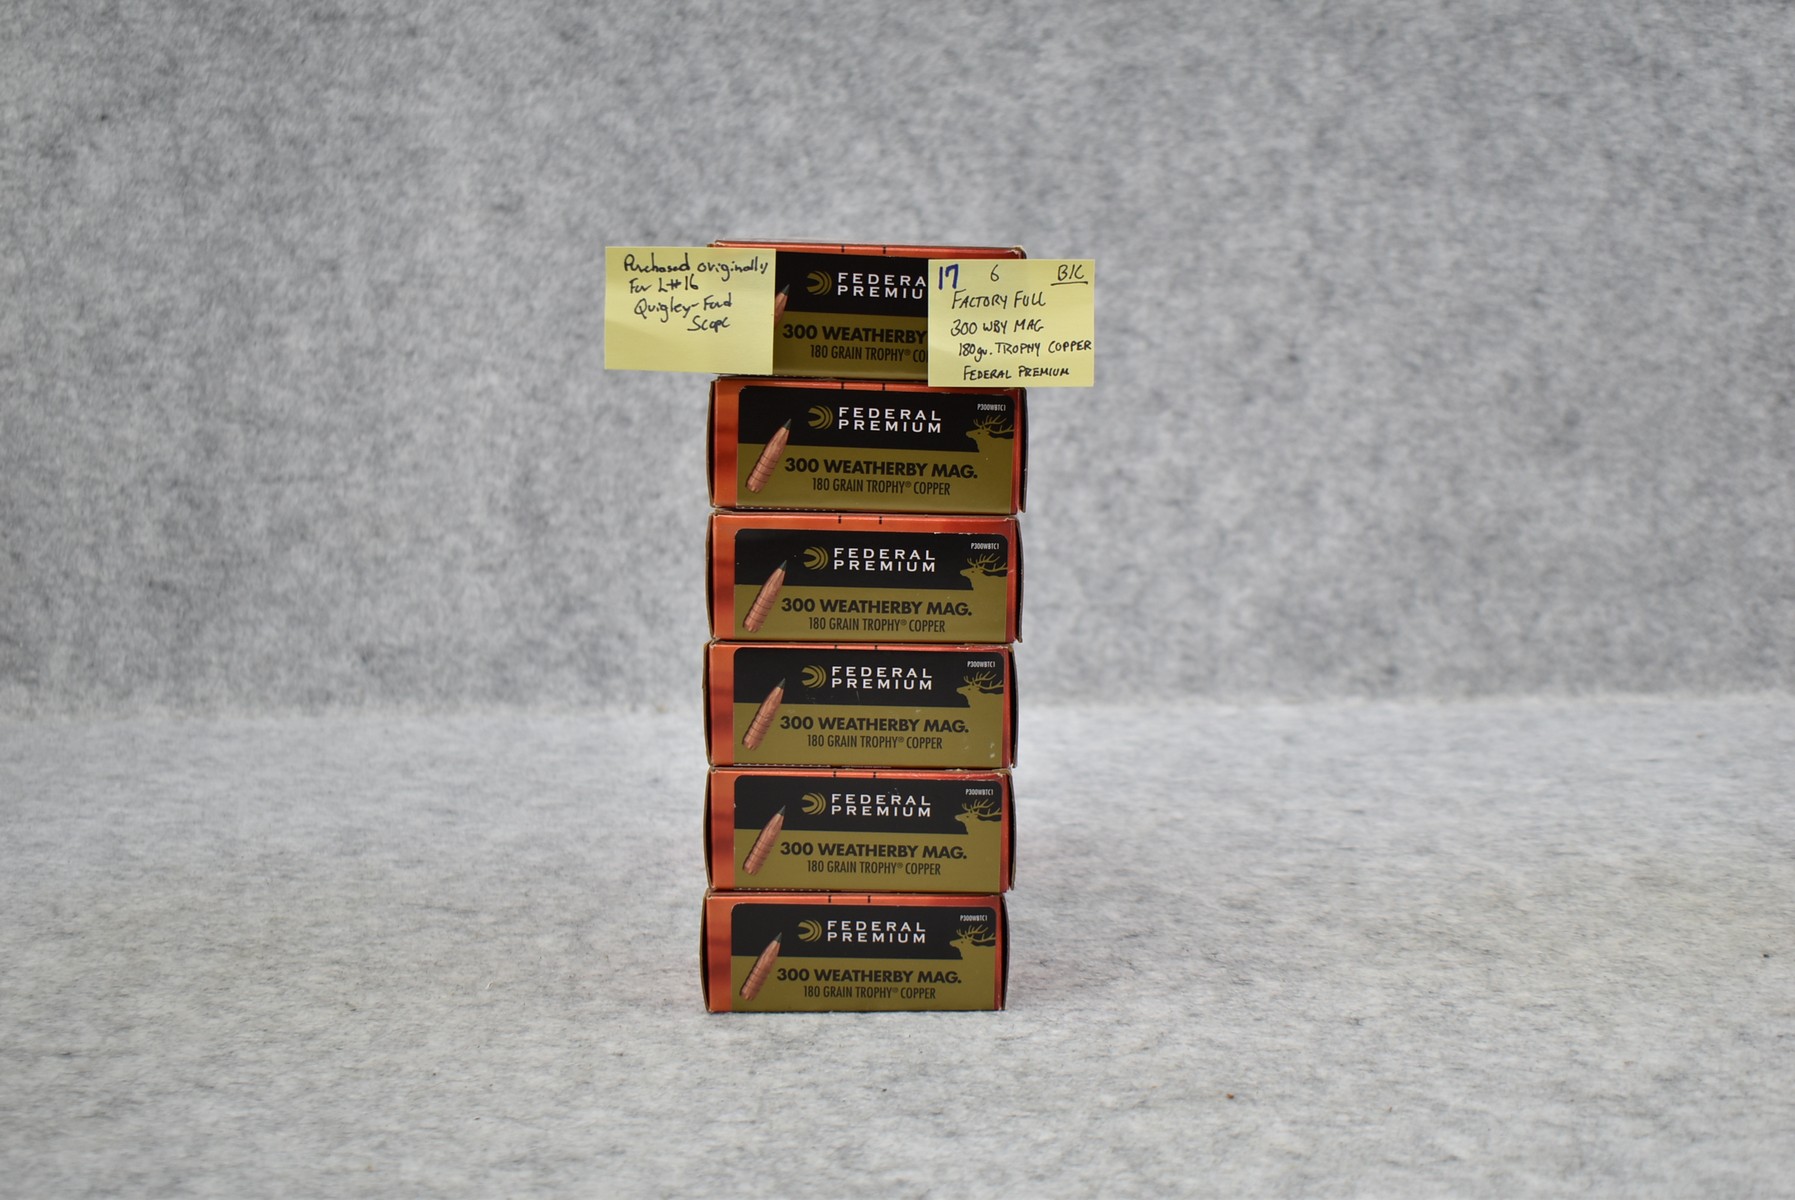 Purchased originally
For L#16
Quigley-Ford
Scope
17 6 B/C
FACTORY FULL
300 WBY MAG
180gr. TROPHY COPPER
FEDERAL PREMIUM
FEDERA
PREMIU
300 WEATHERBY
180 GRAIN TROPHY® CO
P300WBTC1
FEDERAL
PREMIUM
300 WEATHERBY MAG.
180 GRAIN TROPHY® COPPER
P300WBTC1
FEDERAL
PREMIUM
300 WEATHERBY MAG.
180 GRAIN TROPHY® COPPER
P300WBTC1
FEDERAL
PREMIUM
300 WEATHERBY MAG.
180 GRAIN TROPHY® COPPER
P300WBTC1
FEDERAL
PREMIUM
300 WEATHERBY MAG.
180 GRAIN TROPHY® COPPER
P300WBTC1
FEDERAL
PREMIUM
300 WEATHERBY MAG.
180 GRAIN TROPHY® COPPER